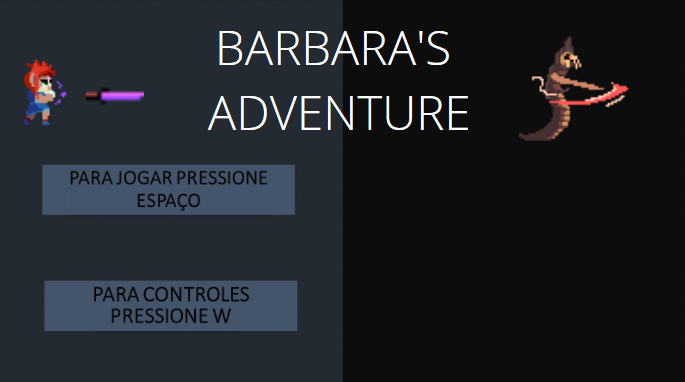 BARBARA'S
ADVENTURE
PARA JOGAR PRESSIONE
ESPAÇO
PARA CONTROLES
PRESSIONE W